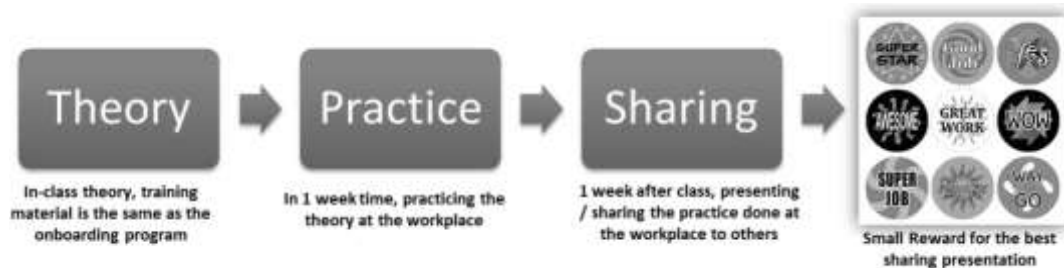 Theory
In-class theory, training
material is the same as the
onboarding program
Practice
In 1 week time, practicing the
theory at the workplace
Sharing
1 week after class, presenting
/ sharing the practice done at
the workplace to others
SUPER
STAR
Good
Job
YES
AWESOME
GREAT
WORK
WOW
SUPER
JOB
WAY
GO
Small Reward for the best
sharing presentation